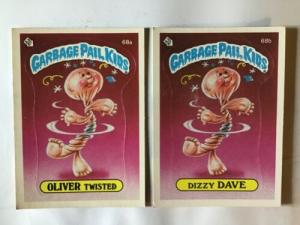 68a
GARBAGE PAIL KIDS
OLIVER TWISTED
68b
GARBAGE PAIL KIDS
DIZZY DAVE